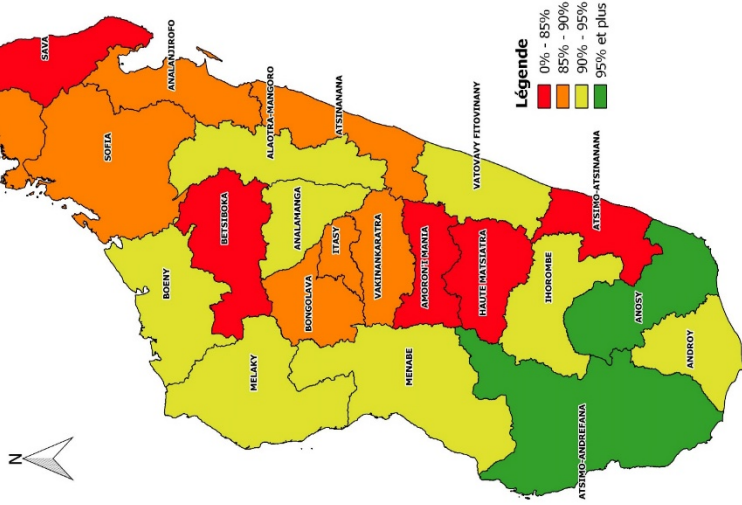 N
SAVA
SOFIA
ANALANJIROFO
ALAOTRA-MANGORO
ATSINANANA
BOENY
BETSIBOKA
ANALAMANGA
ITASY
BONGOLAVA
VAKINANKARATRA
MELAKY
MENABE
AMORON.I MANIA
HAUTE MATSIATRA
VATOVAVY FITOVINANY
IHOROMBE
ATSIMO-ATSINANANA
ANOSY
ANDROY
ATSIMO-ANDREFANA
Légende
0% - 85%
85% - 90%
90% - 95%
95% et plus